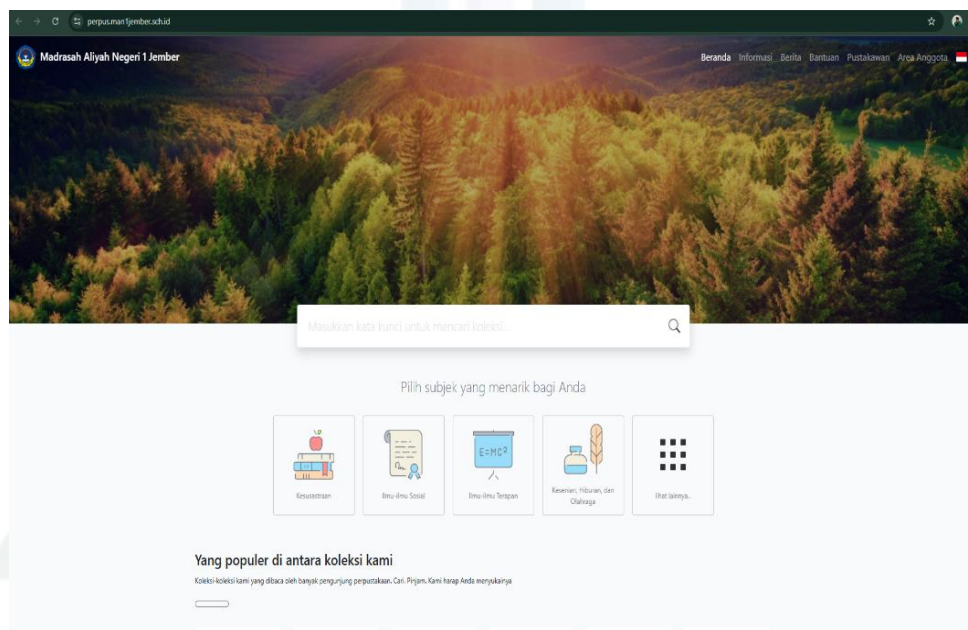 perpus.man1jember.sch.id
Madrasah Aliyah Negeri 1 Jember
Beranda Informasi Berita Bantuan Pustakawan Area Anggota
Masukkan kata kunci untuk mencari koleksi...
Pilih subjek yang menarik bagi Anda
E=MC²
Kesusastraan
Ilmu-ilmu Sosial
Ilmu-ilmu Terapan
Kesenian, Hiburan, dan
Olahraga
lihat lainnya..
Yang populer di antara koleksi kami
Koleksi-koleksi kami yang dibaca oleh banyak pengunjung perpustakaan. Cari. Pinjam. Kami harap Anda menyukainya